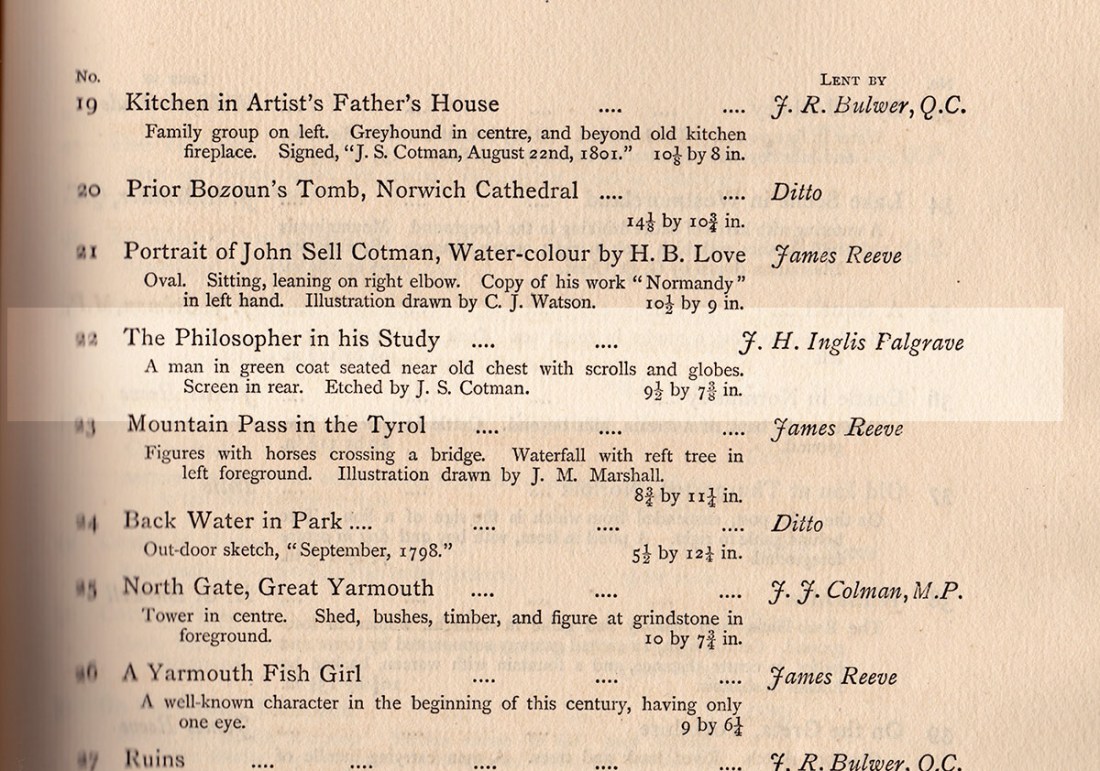 No. LENT BY
19 Kitchen in Artist's Father's House .... .... J. R. Bulwer, Q.C.
Family group on left. Greyhound in centre, and beyond old kitchen
fireplace. Signed, "J. S. Cotman, August 22nd, 1801." 10⅛ by 8 in.
20 Prior Bozoun's Tomb, Norwich Cathedral .... .... Ditto
14⅛ by 10¾ in.
21 Portrait of John Sell Cotman, Water-colour by H. B. Love James Reeve
Oval. Sitting, leaning on right elbow. Copy of his work "Normandy"
in left hand. Illustration drawn by C. J. Watson. 10½ by 9 in.
22 The Philosopher in his Study .... .... J. H. Inglis Palgrave
A man in green coat seated near old chest with scrolls and globes.
Screen in rear. Etched by J. S. Cotman. 9½ by 7⅜ in.
23 Mountain Pass in the Tyrol .... .... .... James Reeve
Figures with horses crossing a bridge. Waterfall with reft tree in
left foreground. Illustration drawn by J. M. Marshall.
8¾ by 11¼ in.
24 Back Water in Park .... .... .... .... Ditto
Out-door sketch, "September, 1798." 5½ by 12¼ in.
25 North Gate, Great Yarmouth .... .... .... J. J. Colman, M.P.
Tower in centre. Shed, bushes, timber, and figure at grindstone in
foreground. 10 by 7¾ in.
26 A Yarmouth Fish Girl .... .... .... James Reeve
A well-known character in the beginning of this century, having only
one eye. 9 by 6¼
27 Ruins .... .... .... .... .... J. R. Bulwer, Q.C.